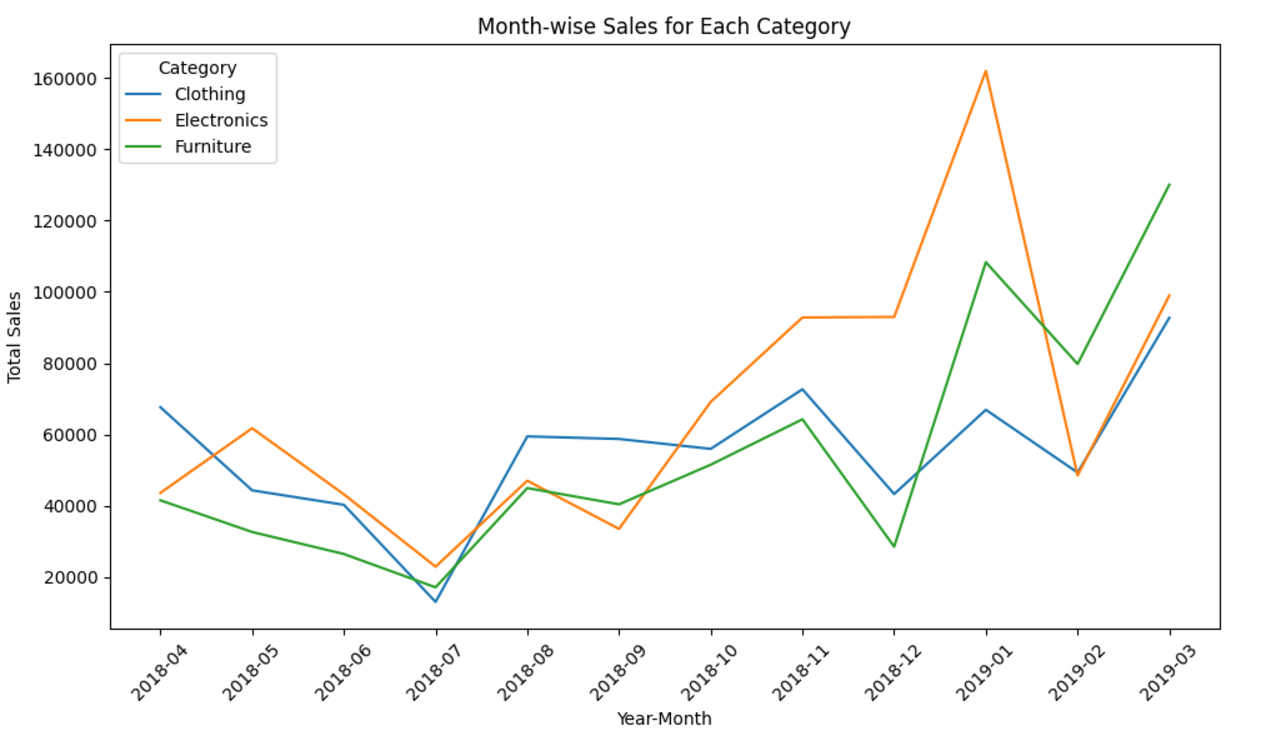 Month-wise Sales for Each Category
Category
Clothing
Electronics
Furniture
Total Sales
160000
140000
120000
100000
80000
60000
40000
20000
2018-04
2018-05
2018-06
2018-07
2018-08
2018-09
2018-10
2018-11
2018-12
2019-01
2019-02
2019-03
Year-Month